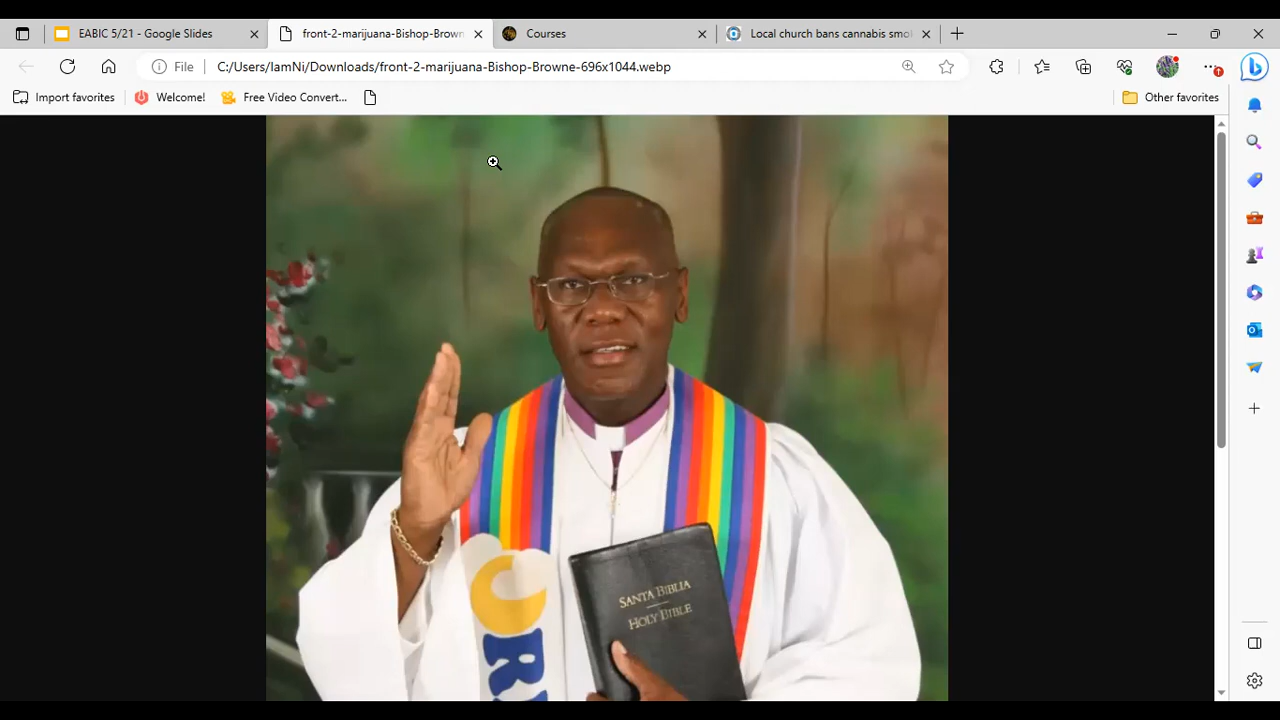 EABIC 5/21 - Google Slides
front-2-marijuana-Bishop-Brown
Courses
Local church bans cannabis smo
File
C:/Users/IamNi/Downloads/front-2-marijuana-Bishop-Browne-696x1044.webp
Import favorites
Welcome!
Free Video Convert...
Other favorites
SANTA BIBLIA
HOLY BIBLE